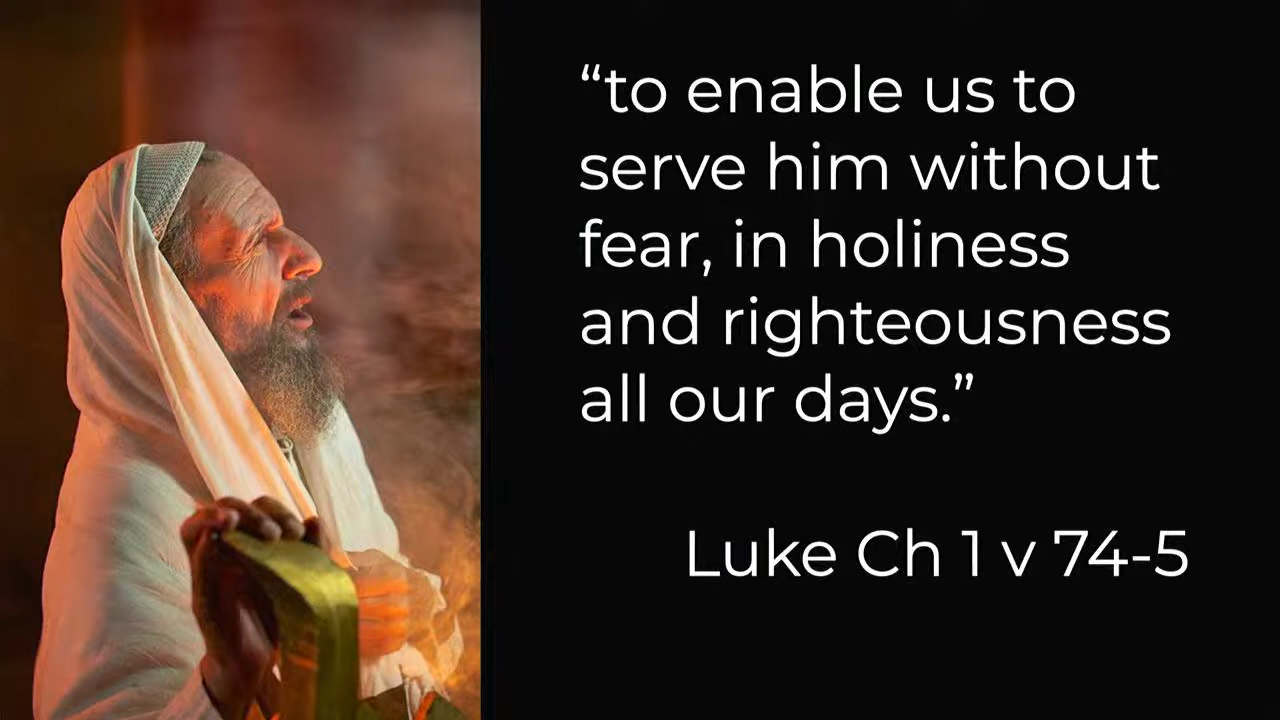 “to enable us to
serve him without
fear, in holiness
and righteousness
all our days.”
Luke Ch 1 v 74-5